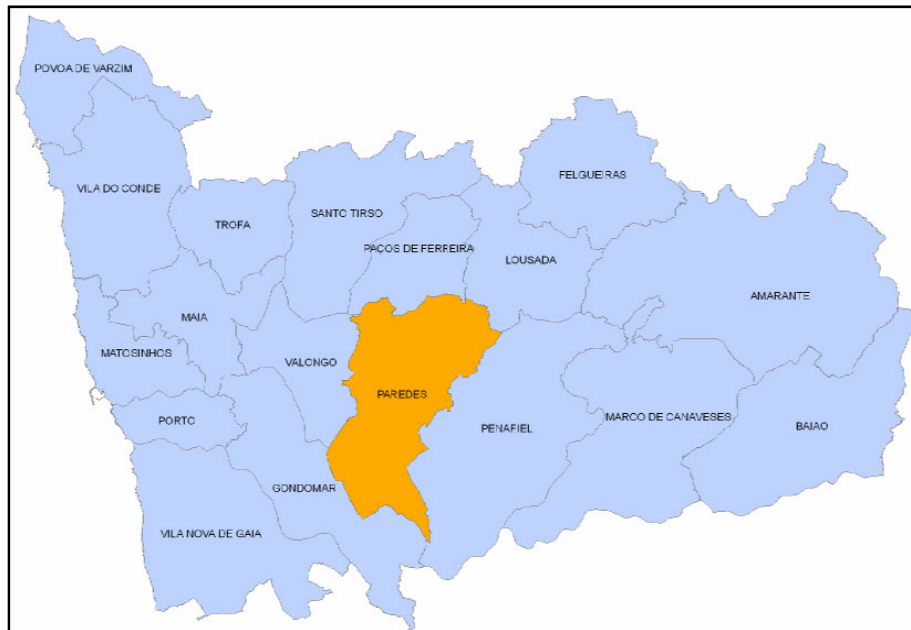 POVOA DE VARZIM
VILA DO CONDE
TROFA
SANTO TIRSO
FELGUEIRAS
PAÇOS DE FERREIRA
LOUSADA
AMARANTE
MAIA
MATOSINHOS
VALONGO
PAREDES
PORTO
PENAFIEL
MARCO DE CANAVESES
BAIAO
GONDOMAR
VILA NOVA DE GAIA